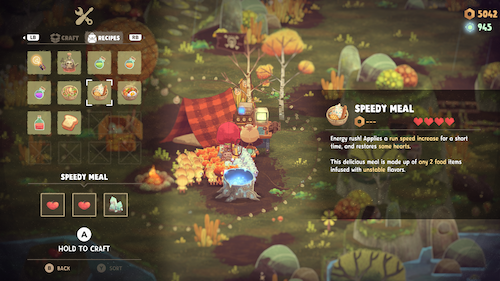 LB CRAFT RECIPES RB
5042
945
SPEEDY MEAL
---
Energy rush! Applies a run speed increase for a short
time, and restores some hearts.
This delicious meal is made up of any 2 food items
infused with unstable flavors.
SPEEDY MEAL
A
HOLD TO CRAFT
B BACK
Y SORT